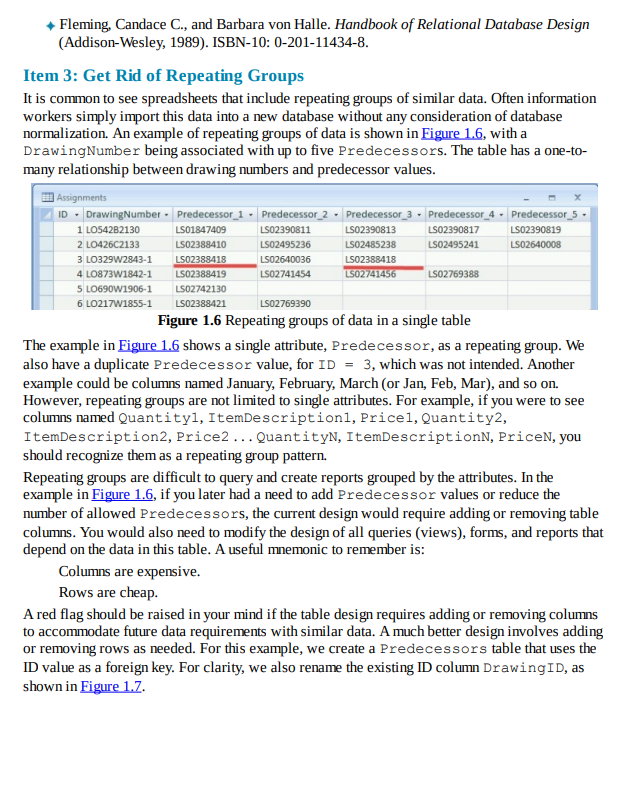 ✦ Fleming, Candace C., and Barbara von Halle. Handbook of Relational Database Design
(Addison-Wesley, 1989). ISBN-10: 0-201-11434-8.
Item 3: Get Rid of Repeating Groups
It is common to see spreadsheets that include repeating groups of similar data. Often information
workers simply import this data into a new database without any consideration of database
normalization. An example of repeating groups of data is shown in Figure 1.6, with a
DrawingNumber being associated with up to five Predecessors. The table has a one-to-
many relationship between drawing numbers and predecessor values.
Assignments
ID DrawingNumber Predecessor_1 Predecessor_2 Predecessor_3 Predecessor_4 Predecessor_5
1 LO542B2130 LS01847409 LS02390811 LS02390813 LS02390817 LS02390819
2 LO426C2133 LS02388410 LS02495236 LS02485238 LS02495241 LS02640008
3 LO329W2843-1 LS02388418 LS02640036 LS02388418
4 LO873W1842-1 LS02388419 LS02741454 LS02741456 LS02769388
5 LO690W1906-1 LS02742130
6 LO217W1855-1 LS02388421 LS02769390
Figure 1.6 Repeating groups of data in a single table
The example in Figure 1.6 shows a single attribute, Predecessor, as a repeating group. We
also have a duplicate Predecessor value, for ID = 3, which was not intended. Another
example could be columns named January, February, March (or Jan, Feb, Mar), and so on.
However, repeating groups are not limited to single attributes. For example, if you were to see
columns named Quantity1, ItemDescription1, Price1, Quantity2,
ItemDescription2, Price2 ... QuantityN, ItemDescriptionN, PriceN, you
should recognize them as a repeating group pattern.
Repeating groups are difficult to query and create reports grouped by the attributes. In the
example in Figure 1.6, if you later had a need to add Predecessor values or reduce the
number of allowed Predecessors, the current design would require adding or removing table
columns. You would also need to modify the design of all queries (views), forms, and reports that
depend on the data in this table. A useful mnemonic to remember is:
Columns are expensive.
Rows are cheap.
A red flag should be raised in your mind if the table design requires adding or removing columns
to accommodate future data requirements with similar data. A much better design involves adding
or removing rows as needed. For this example, we create a Predecessors table that uses the
ID value as a foreign key. For clarity, we also rename the existing ID column DrawingID, as
shown in Figure 1.7.